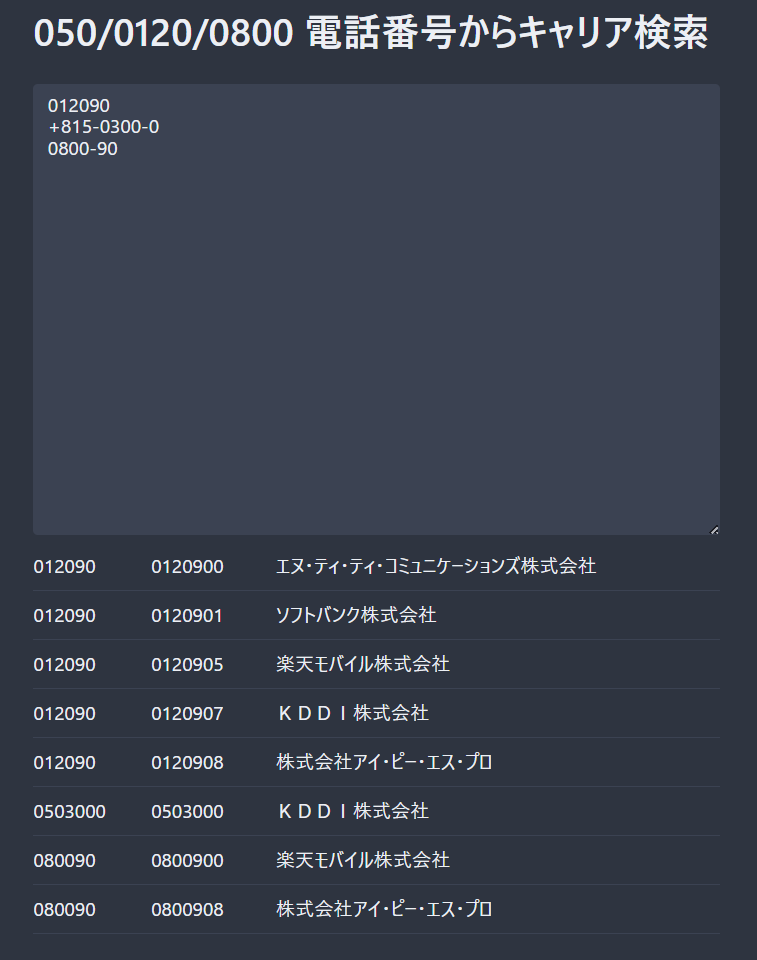 050/0120/0800 電話番号からキャリア検索
012090
+815-0300-0
0800-90
012090 0120900 エヌ・ティ・ティ・コミュニケーションズ株式会社
012090 0120901 ソフトバンク株式会社
012090 0120905 楽天モバイル株式会社
012090 0120907 ＫＤＤＩ株式会社
012090 0120908 株式会社アイ・ピー・エス・プロ
0503000 0503000 ＫＤＤＩ株式会社
080090 0800900 楽天モバイル株式会社
080090 0800908 株式会社アイ・ピー・エス・プロ